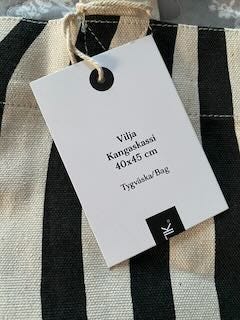 Vilja
Kangaskassi
40x45 cm
Tygväska/Bag